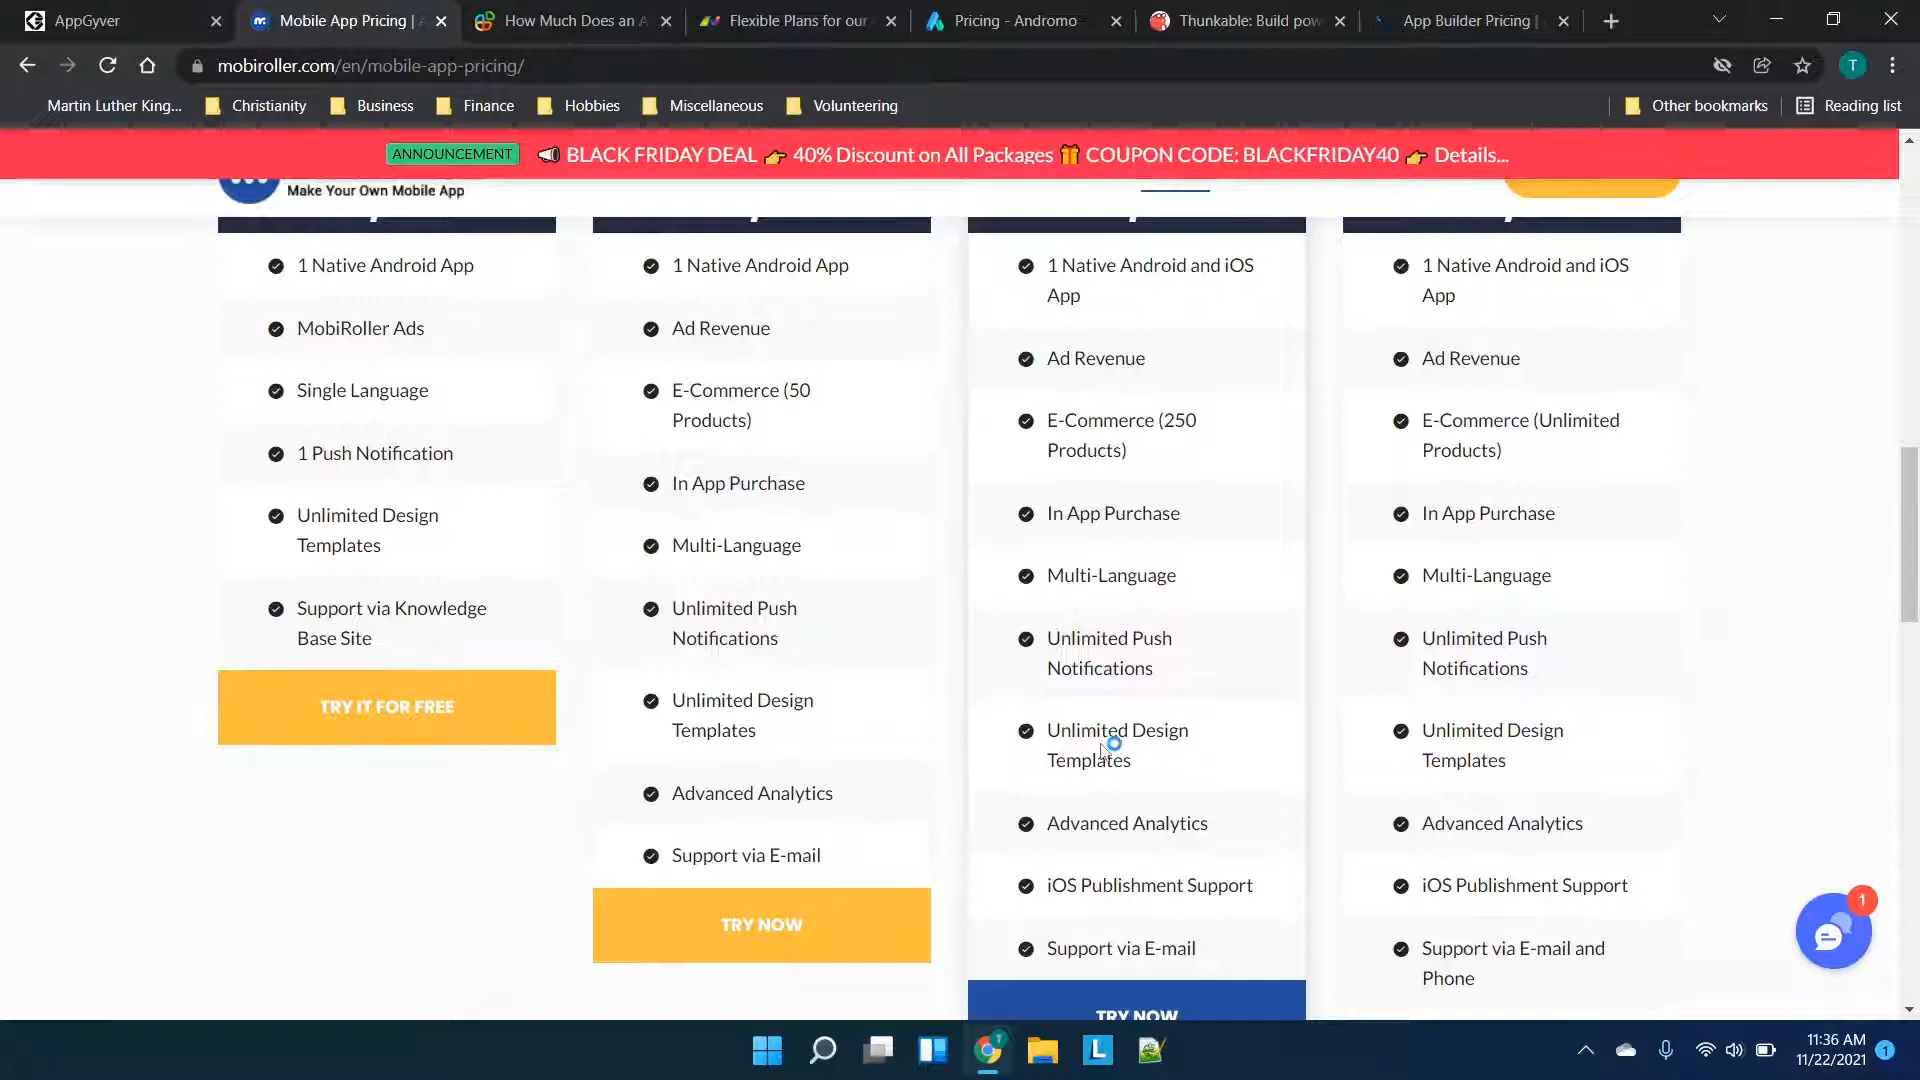 AppGyver
Mobile App Pricing |
How Much Does an A
Flexible Plans for our
Pricing - Andromo
Thunkable: Build pow
App Builder Pricing |
mobiroller.com/en/mobile-app-pricing/
T
Martin Luther King...
Christianity
Business
Finance
Hobbies
Miscellaneous
Volunteering
Other bookmarks
Reading list
ANNOUNCEMENT
BLACK FRIDAY DEAL 👉 40% Discount on All Packages 🎁 COUPON CODE: BLACKFRIDAY40 👉 Details...
Make Your Own Mobile App
1 Native Android App
MobiRoller Ads
Single Language
1 Push Notification
Unlimited Design
Templates
Support via Knowledge
Base Site
TRY IT FOR FREE
1 Native Android App
Ad Revenue
E-Commerce (50
Products)
In App Purchase
Multi-Language
Unlimited Push
Notifications
Unlimited Design
Templates
Advanced Analytics
Support via E-mail
TRY NOW
1 Native Android and iOS
App
Ad Revenue
E-Commerce (250
Products)
In App Purchase
Multi-Language
Unlimited Push
Notifications
Unlimited Design
Templates
Advanced Analytics
iOS Publishment Support
Support via E-mail
TRY NOW
1 Native Android and iOS
App
Ad Revenue
E-Commerce (Unlimited
Products)
In App Purchase
Multi-Language
Unlimited Push
Notifications
Unlimited Design
Templates
Advanced Analytics
iOS Publishment Support
Support via E-mail and
Phone
1
L
11:36 AM
11/22/2021
1